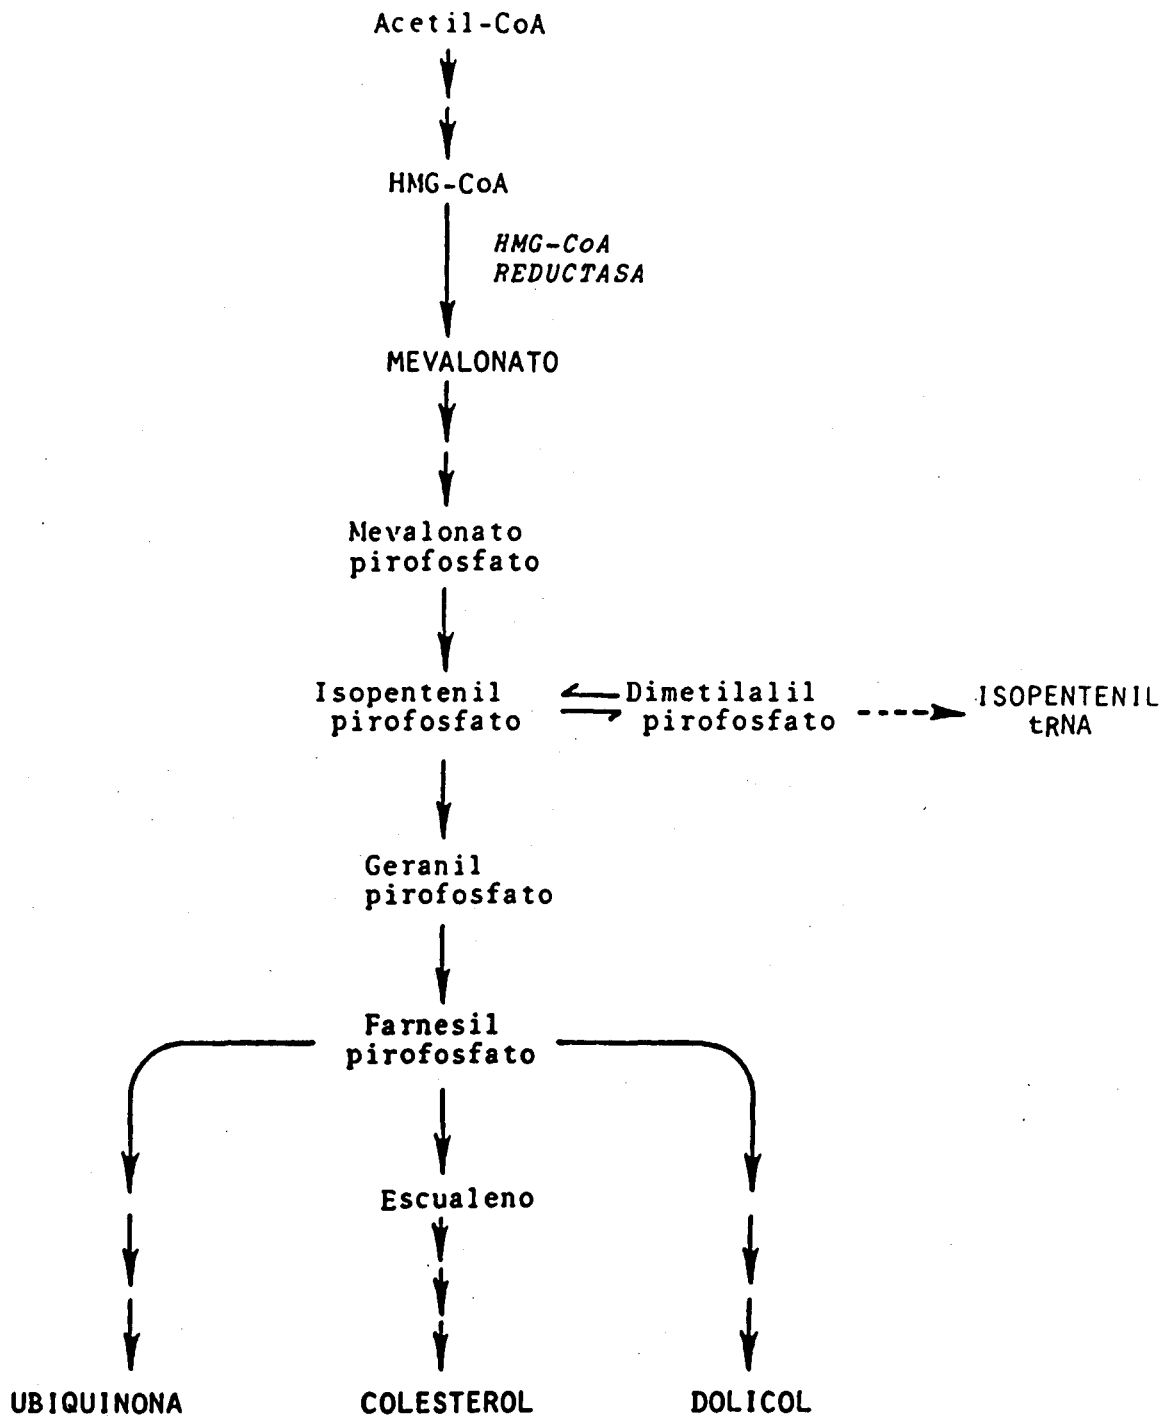 Acetil-CoA
HMG-CoA
HMG-CoA
REDUCTASA
MEVALONATO
Mevalonato
pirofosfato
Isopentenil
pirofosfato
Dimetilalil
pirofosfato
ISOPENTENIL
tRNA
Geranil
pirofosfato
Farnesil
pirofosfato
Escualeno
UBIQUINONA
COLESTEROL
DOLICOL